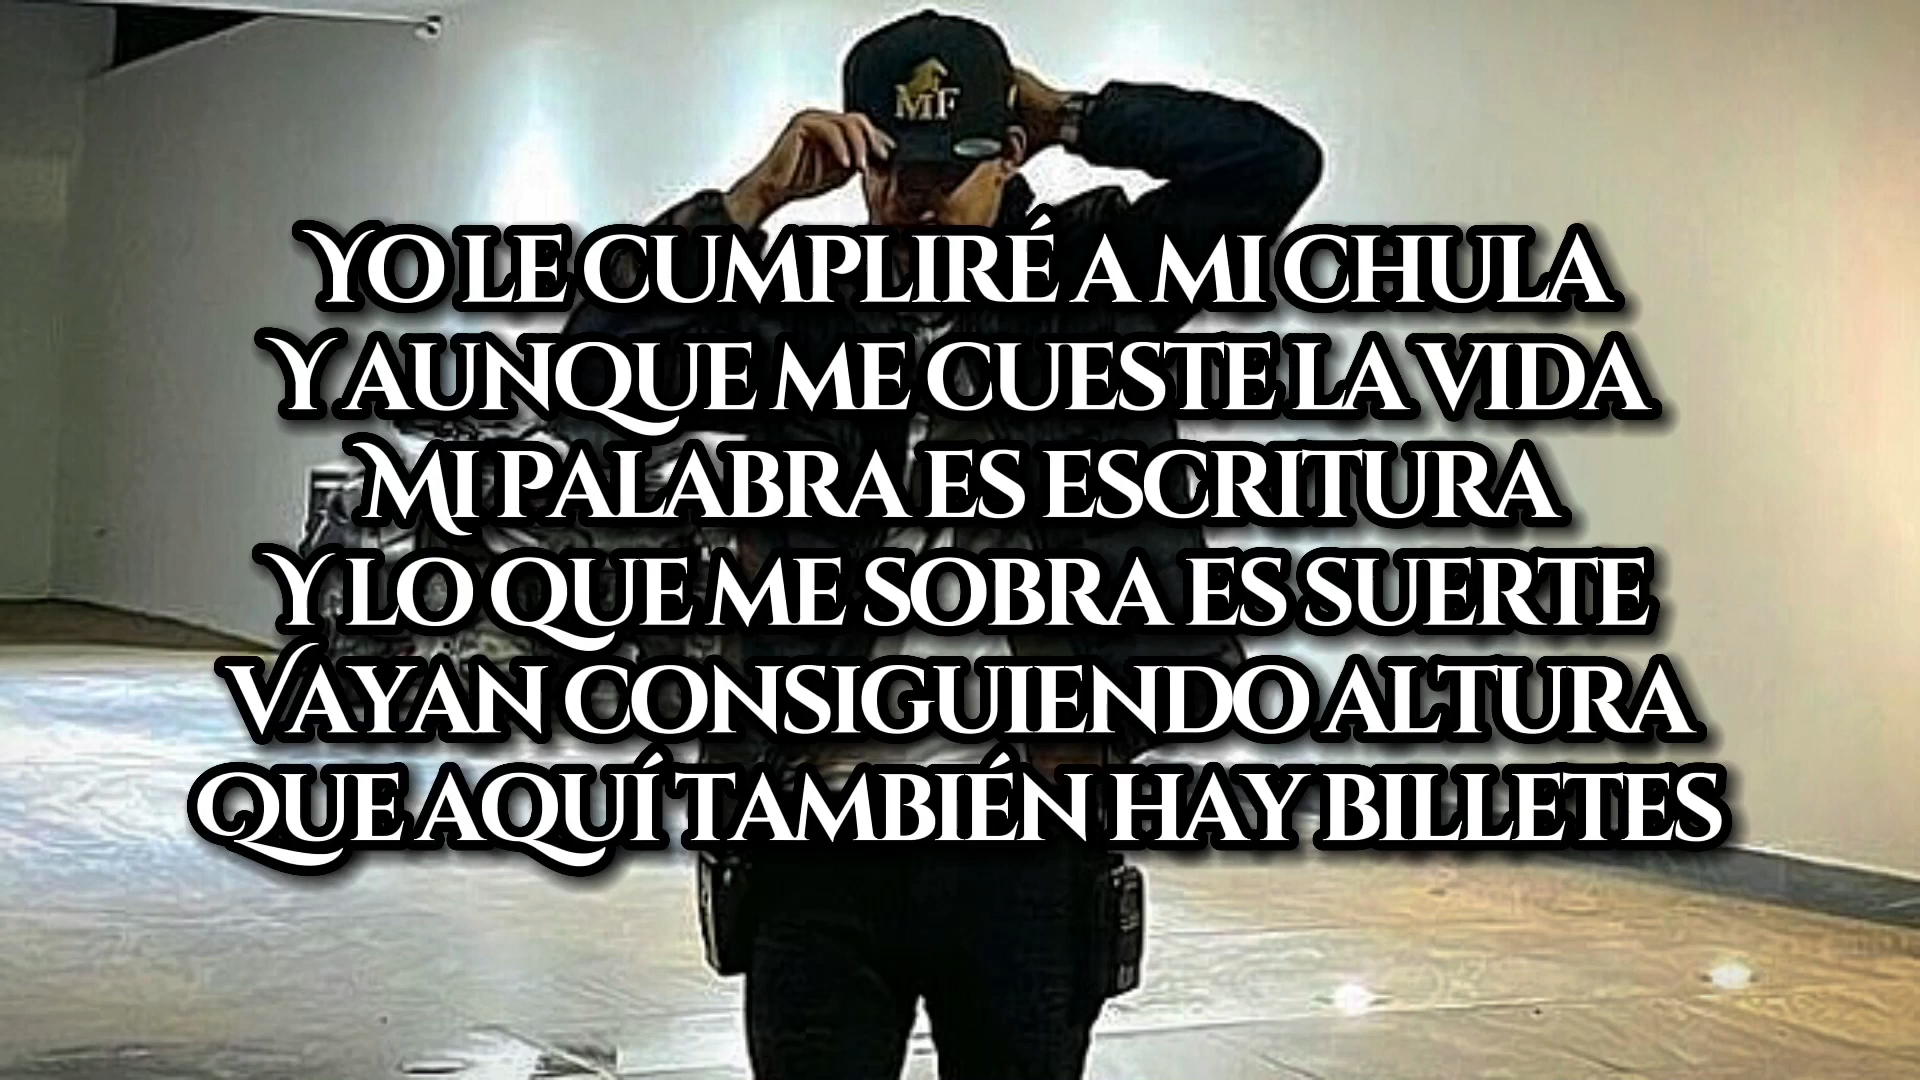 MF
Yo le cumpliré a mi chula
Y aunque me cueste la vida
Mi palabra es escritura
Y lo que me sobra es suerte
Vayan consiguiendo altura
Que aquí también hay billetes